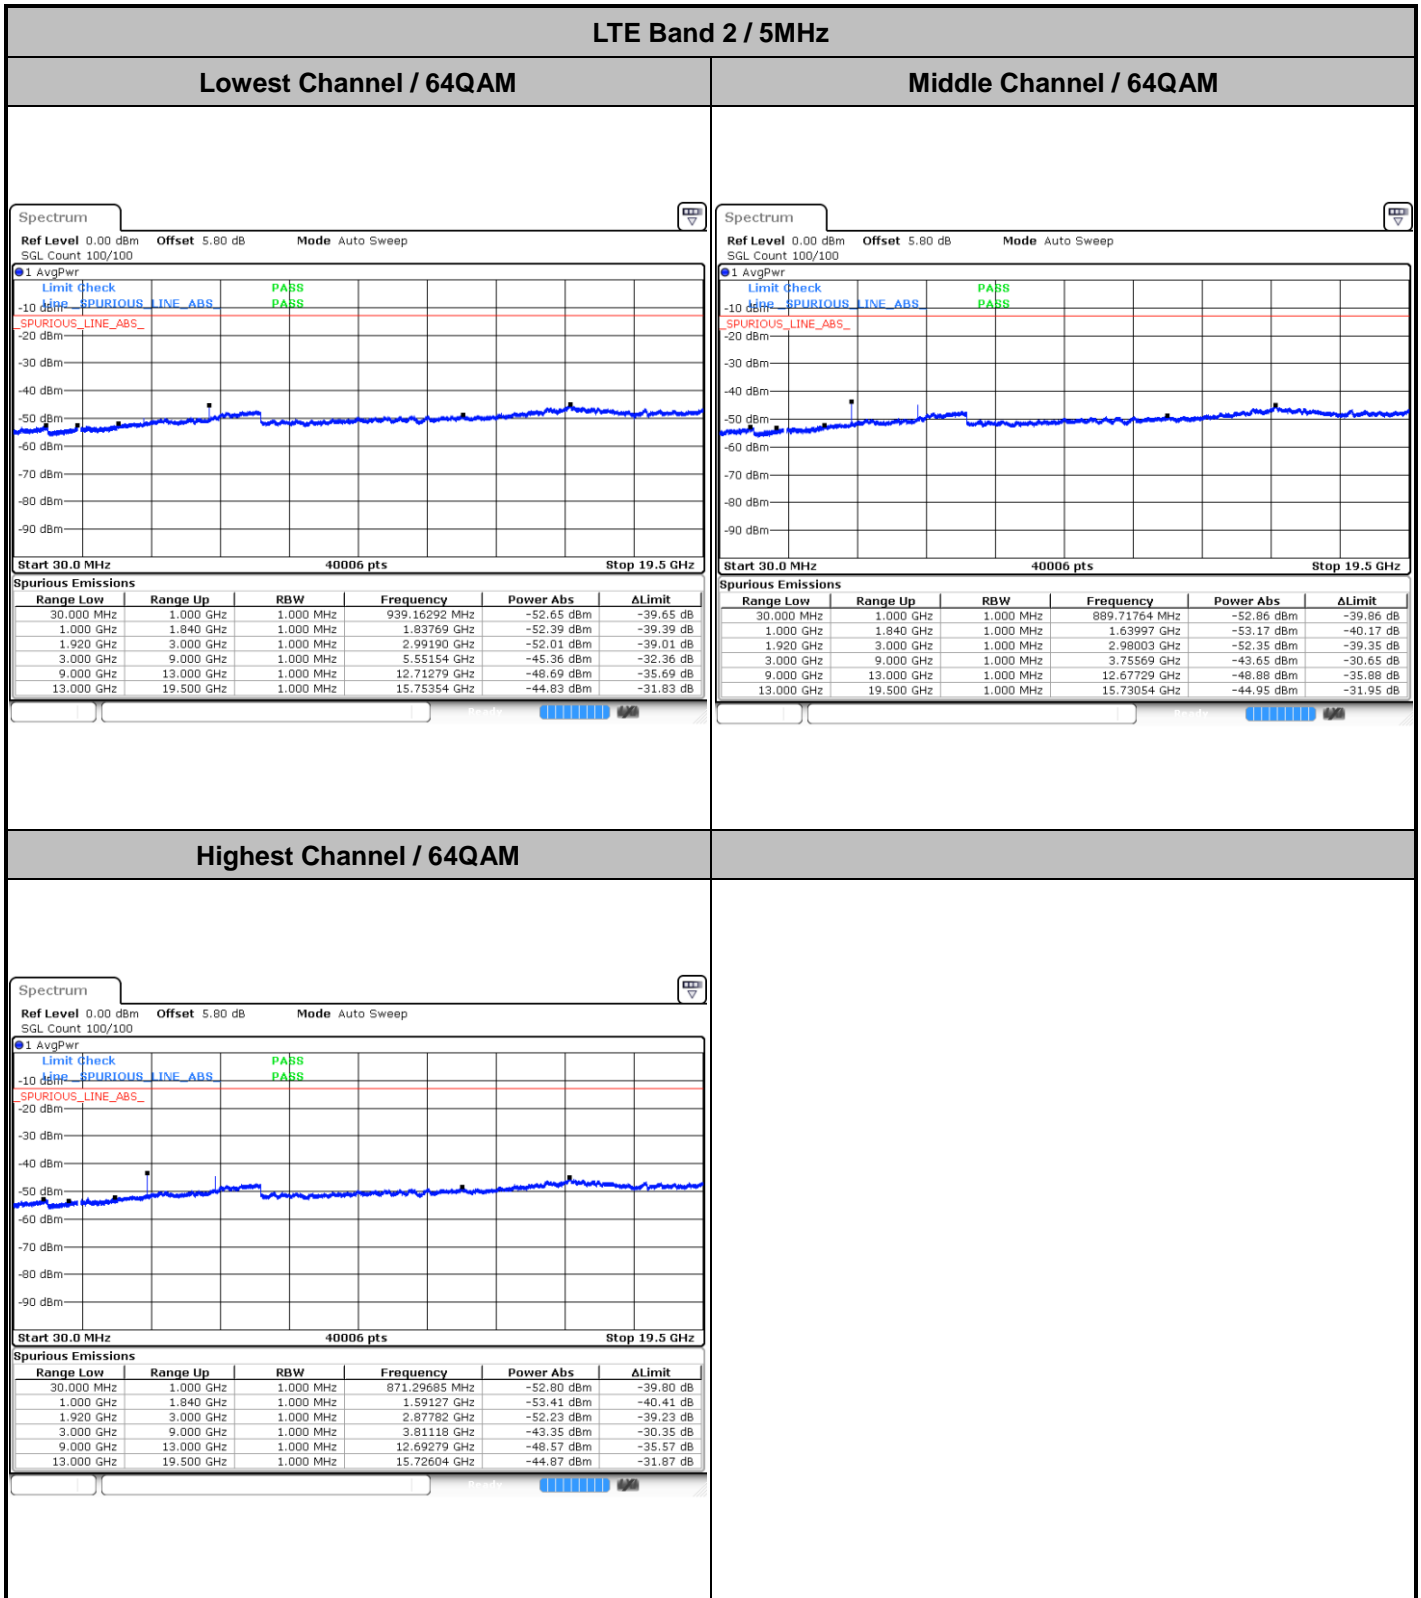 LTE Band 2 / 5MHz
Lowest Channel / 64QAM
Middle Channel / 64QAM
Spectrum
Ref Level 0.00 dBm Offset 5.80 dB Mode Auto Sweep
SGL Count 100/100
1 AvgPwr
Limit Check PASS
Line _SPURIOUS_LINE_ABS_ PASS
-10 dBm
_SPURIOUS_LINE_ABS_
-20 dBm
-30 dBm
-40 dBm
-50 dBm
-60 dBm
-70 dBm
-80 dBm
-90 dBm
Start 30.0 MHz 40006 pts Stop 19.5 GHz
Spurious Emissions
Range Low Range Up RBW Frequency Power Abs ΔLimit
30.000 MHz 1.000 GHz 1.000 MHz 939.16292 MHz -52.65 dBm -39.65 dB
1.000 GHz 1.840 GHz 1.000 MHz 1.83769 GHz -52.39 dBm -39.39 dB
1.920 GHz 3.000 GHz 1.000 MHz 2.99190 GHz -52.01 dBm -39.01 dB
3.000 GHz 9.000 GHz 1.000 MHz 5.55154 GHz -45.36 dBm -32.36 dB
9.000 GHz 13.000 GHz 1.000 MHz 12.71279 GHz -48.69 dBm -35.69 dB
13.000 GHz 19.500 GHz 1.000 MHz 15.75354 GHz -44.83 dBm -31.83 dB
Ready
Spectrum
Ref Level 0.00 dBm Offset 5.80 dB Mode Auto Sweep
SGL Count 100/100
1 AvgPwr
Limit Check PASS
Line _SPURIOUS_LINE_ABS_ PASS
-10 dBm
_SPURIOUS_LINE_ABS_
-20 dBm
-30 dBm
-40 dBm
-50 dBm
-60 dBm
-70 dBm
-80 dBm
-90 dBm
Start 30.0 MHz 40006 pts Stop 19.5 GHz
Spurious Emissions
Range Low Range Up RBW Frequency Power Abs ΔLimit
30.000 MHz 1.000 GHz 1.000 MHz 889.71764 MHz -52.86 dBm -39.86 dB
1.000 GHz 1.840 GHz 1.000 MHz 1.63997 GHz -53.17 dBm -40.17 dB
1.920 GHz 3.000 GHz 1.000 MHz 2.98003 GHz -52.35 dBm -39.35 dB
3.000 GHz 9.000 GHz 1.000 MHz 3.75569 GHz -43.65 dBm -30.65 dB
9.000 GHz 13.000 GHz 1.000 MHz 12.67729 GHz -48.88 dBm -35.88 dB
13.000 GHz 19.500 GHz 1.000 MHz 15.73054 GHz -44.95 dBm -31.95 dB
Ready
Highest Channel / 64QAM
Spectrum
Ref Level 0.00 dBm Offset 5.80 dB Mode Auto Sweep
SGL Count 100/100
1 AvgPwr
Limit Check PASS
Line _SPURIOUS_LINE_ABS_ PASS
-10 dBm
_SPURIOUS_LINE_ABS_
-20 dBm
-30 dBm
-40 dBm
-50 dBm
-60 dBm
-70 dBm
-80 dBm
-90 dBm
Start 30.0 MHz 40006 pts Stop 19.5 GHz
Spurious Emissions
Range Low Range Up RBW Frequency Power Abs ΔLimit
30.000 MHz 1.000 GHz 1.000 MHz 871.29685 MHz -52.80 dBm -39.80 dB
1.000 GHz 1.840 GHz 1.000 MHz 1.59127 GHz -53.41 dBm -40.41 dB
1.920 GHz 3.000 GHz 1.000 MHz 2.87782 GHz -52.23 dBm -39.23 dB
3.000 GHz 9.000 GHz 1.000 MHz 3.81118 GHz -43.35 dBm -30.35 dB
9.000 GHz 13.000 GHz 1.000 MHz 12.69279 GHz -48.57 dBm -35.57 dB
13.000 GHz 19.500 GHz 1.000 MHz 15.72604 GHz -44.87 dBm -31.87 dB
Ready